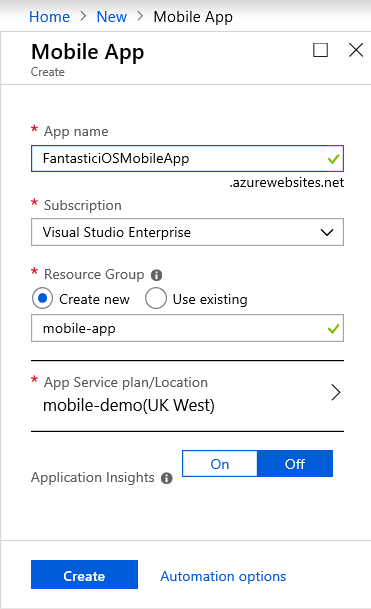 Home > New > Mobile App
Mobile App
Create
* App name
FantasticiOSMobileApp
.azurewebsites.net
* Subscription
Visual Studio Enterprise
* Resource Group
Create new Use existing
mobile-app
* App Service plan/Location
mobile-demo(UK West)
Application Insights On Off
Create Automation options